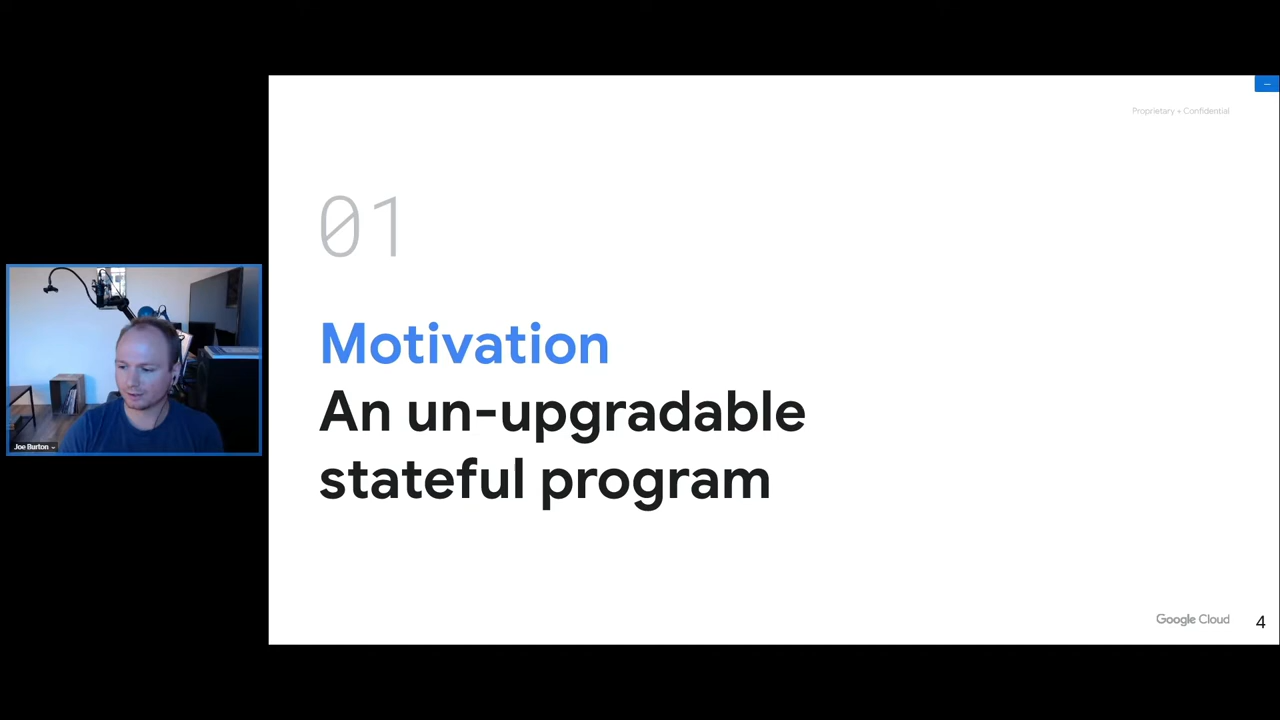 Proprietary + Confidential
01
Motivation
An un-upgradable
stateful program
Joe Burton
Google Cloud
4